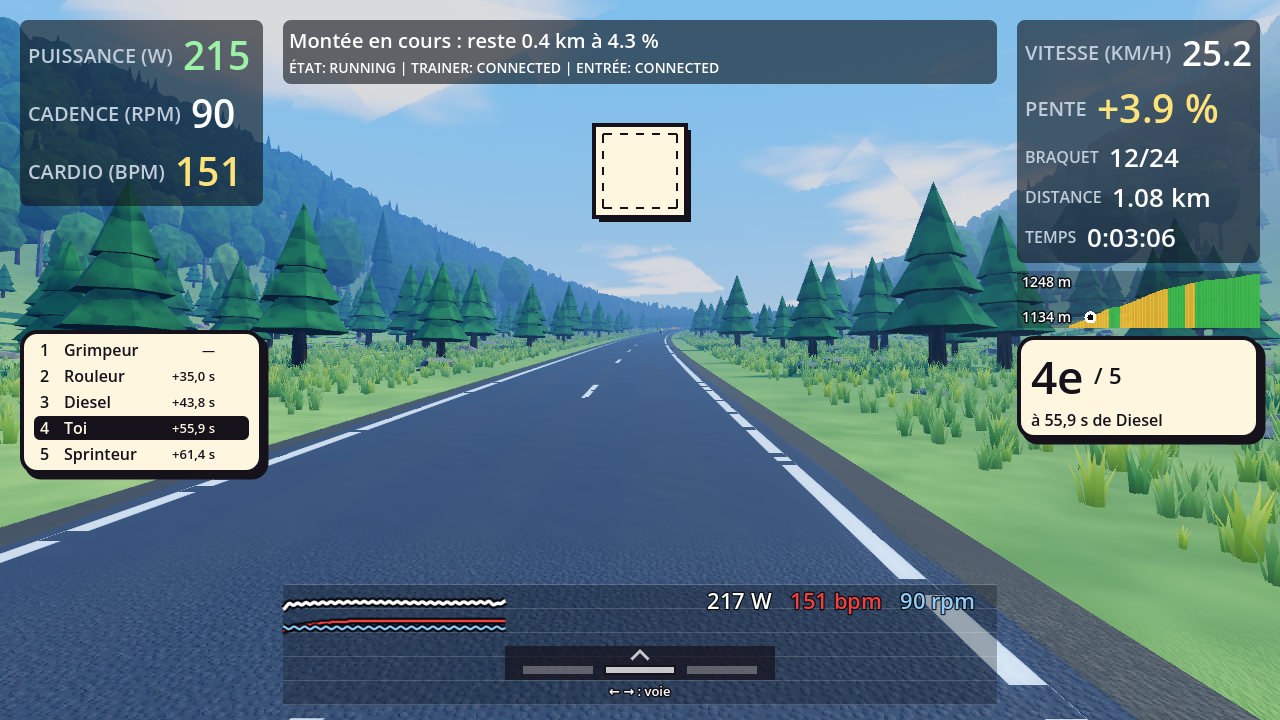 PUISSANCE (W) 215
CADENCE (RPM) 90
CARDIO (BPM) 151
Montée en cours : reste 0.4 km à 4.3 %
ÉTAT: RUNNING | TRAINER: CONNECTED | ENTRÉE: CONNECTED
VITESSE (KM/H) 25.2
PENTE +3.9 %
BRAQUET 12/24
DISTANCE 1.08 km
TEMPS 0:03:06
1248 m
1134 m
1 Grimpeur —
2 Rouleur +35,0 s
3 Diesel +43,8 s
4 Toi +55,9 s
5 Sprinteur +61,4 s
4e / 5
à 55,9 s de Diesel
217 W 151 bpm 90 rpm
← → : voie